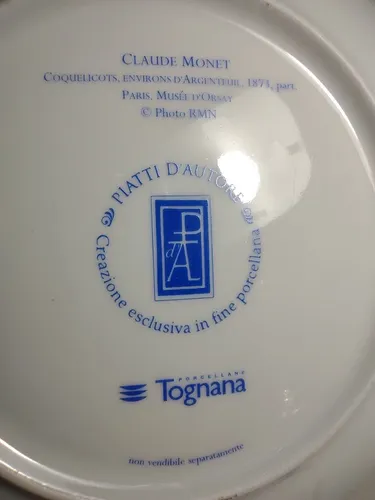 CLAUDE MONET
COQUELICOTS, ENVIRONS D'ARGENTEUIL, 1873, part.
PARIS, MUSÉE D'ORSAY
© Photo RMN
PIATTI D'AUTORE
PdA
Creazione esclusiva in fine porcellana
PORCELLANE
Tognana
non vendibile separatamente